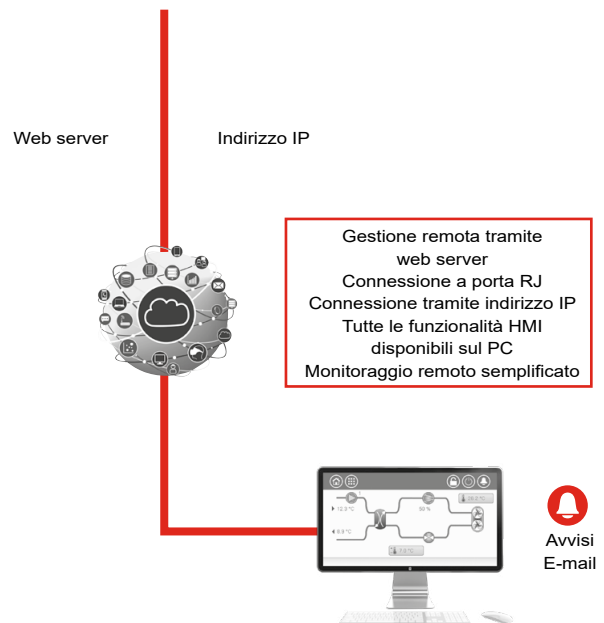 Web server
Indirizzo IP
Gestione remota tramite
web server
Connessione a porta RJ
Connessione tramite indirizzo IP
Tutte le funzionalità HMI
disponibili sul PC
Monitoraggio remoto semplificato
50 %
Avvisi
E-mail